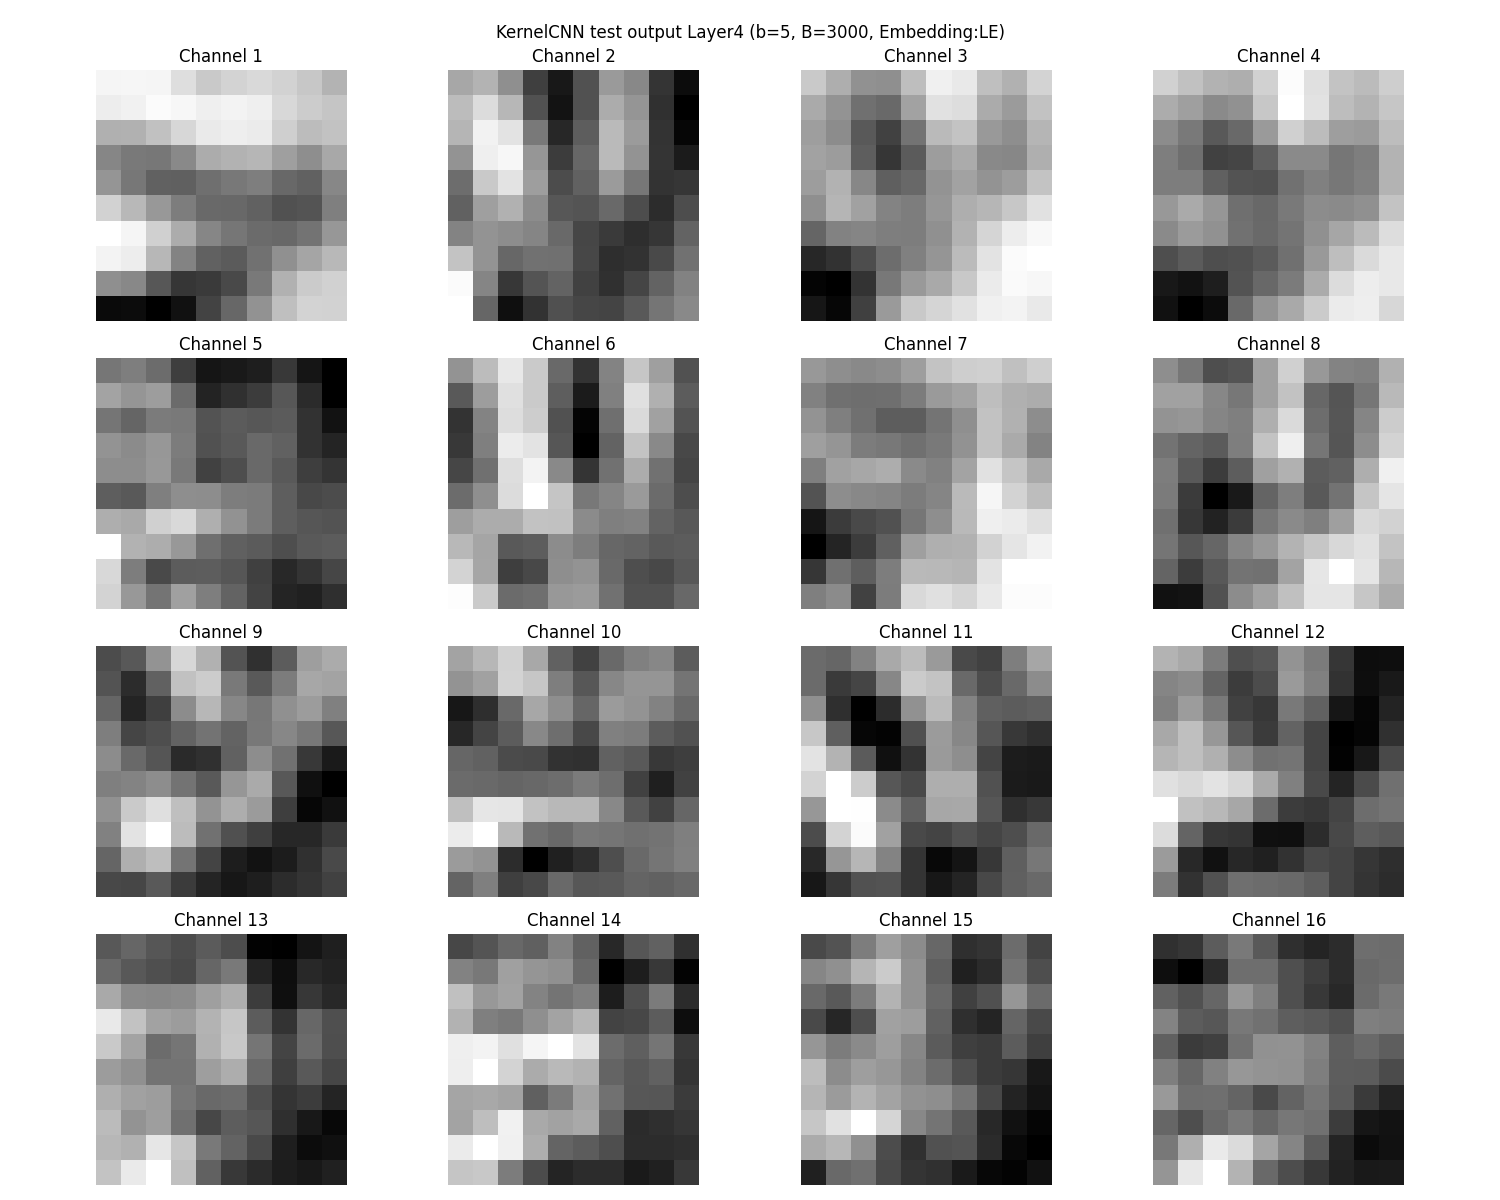 KernelCNN test output Layer4 (b=5, B=3000, Embedding:LE)
Channel 1 Channel 2 Channel 3 Channel 4
Channel 5 Channel 6 Channel 7 Channel 8
Channel 9 Channel 10 Channel 11 Channel 12
Channel 13 Channel 14 Channel 15 Channel 16